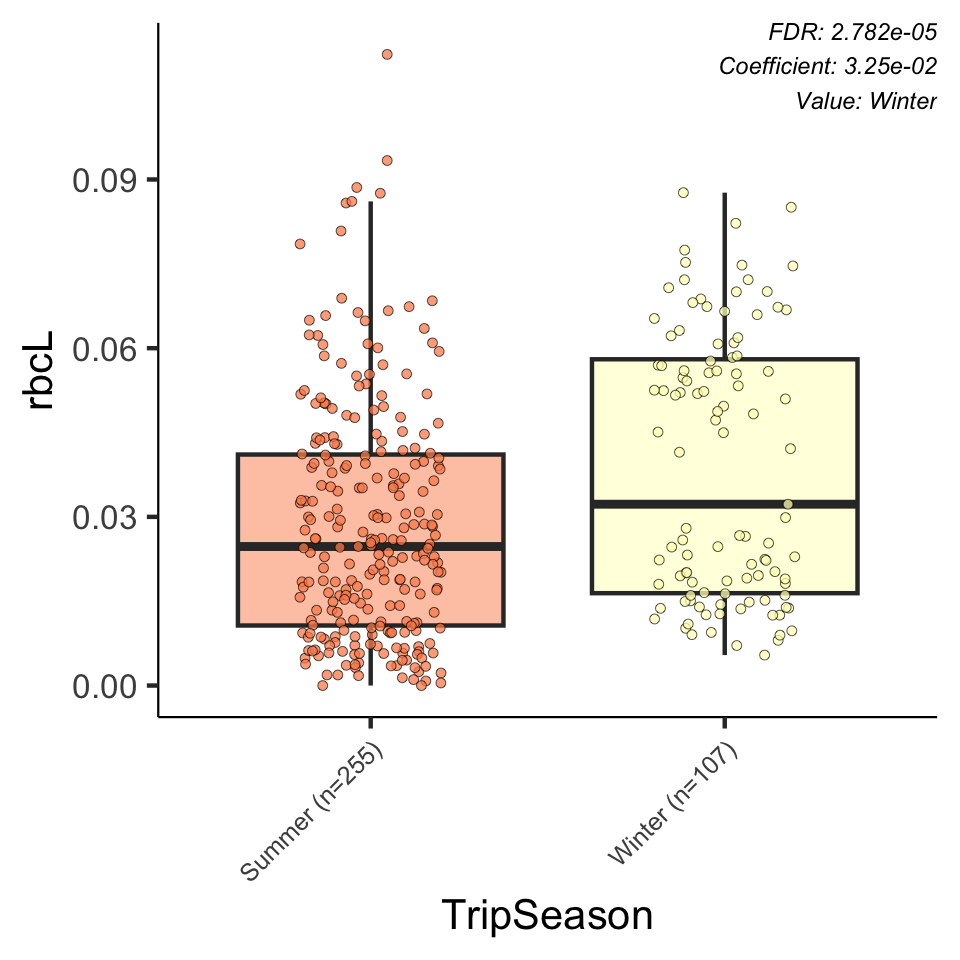 FDR: 2.782e-05
Coefficient: 3.25e-02
Value: Winter
rbcL
0.09
0.06
0.03
0.00
Summer (n=255)
Winter (n=107)
TripSeason